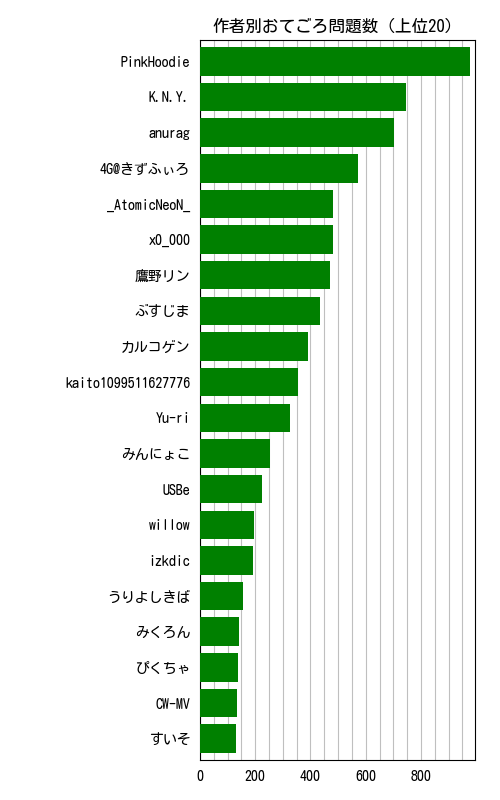 作者別おてごろ問題数 (上位20)
PinkHoodie
K.N.Y.
anurag
4G@きずふぃろ
_AtomicNeoN_
x0_000
鷹野リン
ぶすじま
カルコゲン
kaito1099511627776
Yu-ri
みんにょこ
USBe
willow
izkdic
うりよしきば
みくろん
ぴくちゃ
CW-MV
すいそ
0 200 400 600 800